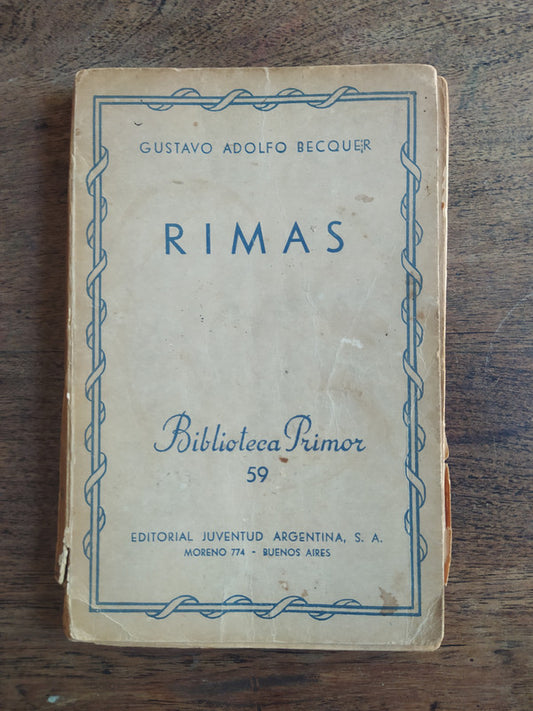 GUSTAVO ADOLFO BECQUER
RIMAS
Biblioteca Primor
59
EDITORIAL JUVENTUD ARGENTINA, S. A.
MORENO 774 - BUENOS AIRES